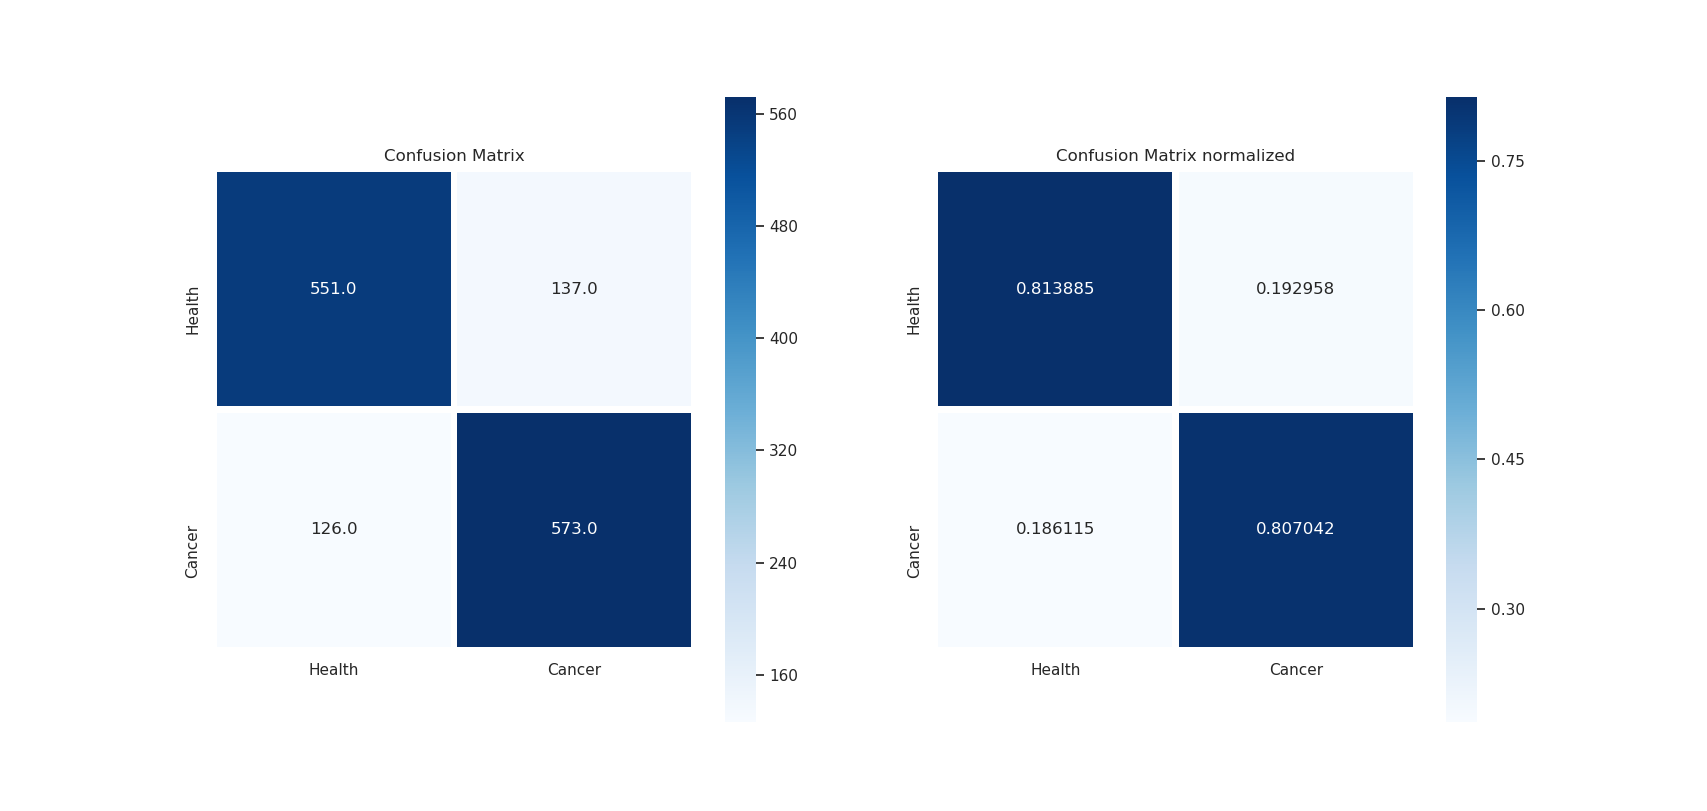 Confusion Matrix
Health
Cancer
551.0
137.0
126.0
573.0
Health
Cancer
560
480
400
320
240
160
Confusion Matrix normalized
Health
Cancer
0.813885
0.192958
0.186115
0.807042
Health
Cancer
0.75
0.60
0.45
0.30